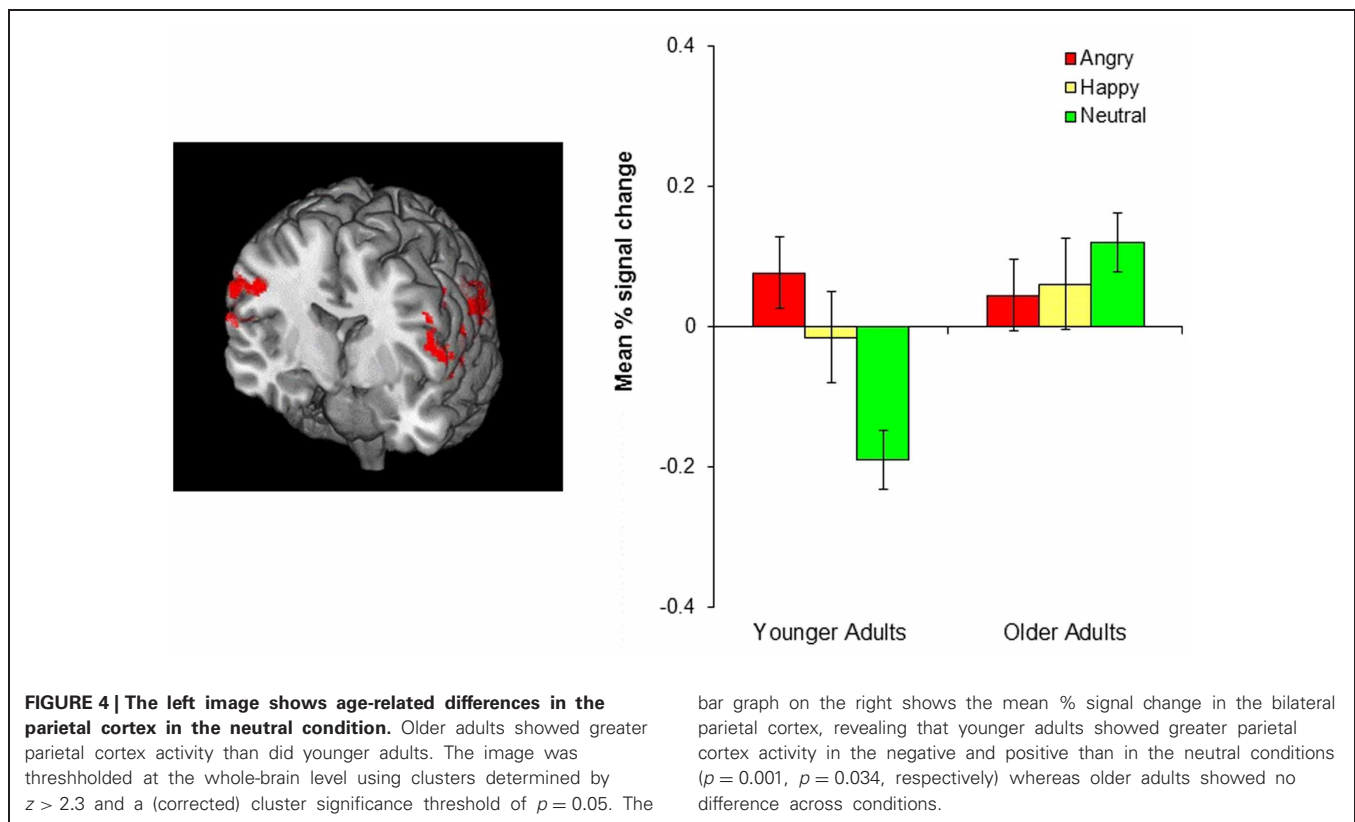 0.4
Angry
Happy
Neutral
0.2
Mean % signal change
0
-0.2
-0.4
Younger Adults
Older Adults
FIGURE 4 | The left image shows age-related differences in the
parietal cortex in the neutral condition. Older adults showed greater
parietal cortex activity than did younger adults. The image was
threshholded at the whole-brain level using clusters determined by
z > 2.3 and a (corrected) cluster significance threshold of p = 0.05. The
bar graph on the right shows the mean % signal change in the bilateral
parietal cortex, revealing that younger adults showed greater parietal
cortex activity in the negative and positive than in the neutral conditions
(p = 0.001, p = 0.034, respectively) whereas older adults showed no
difference across conditions.